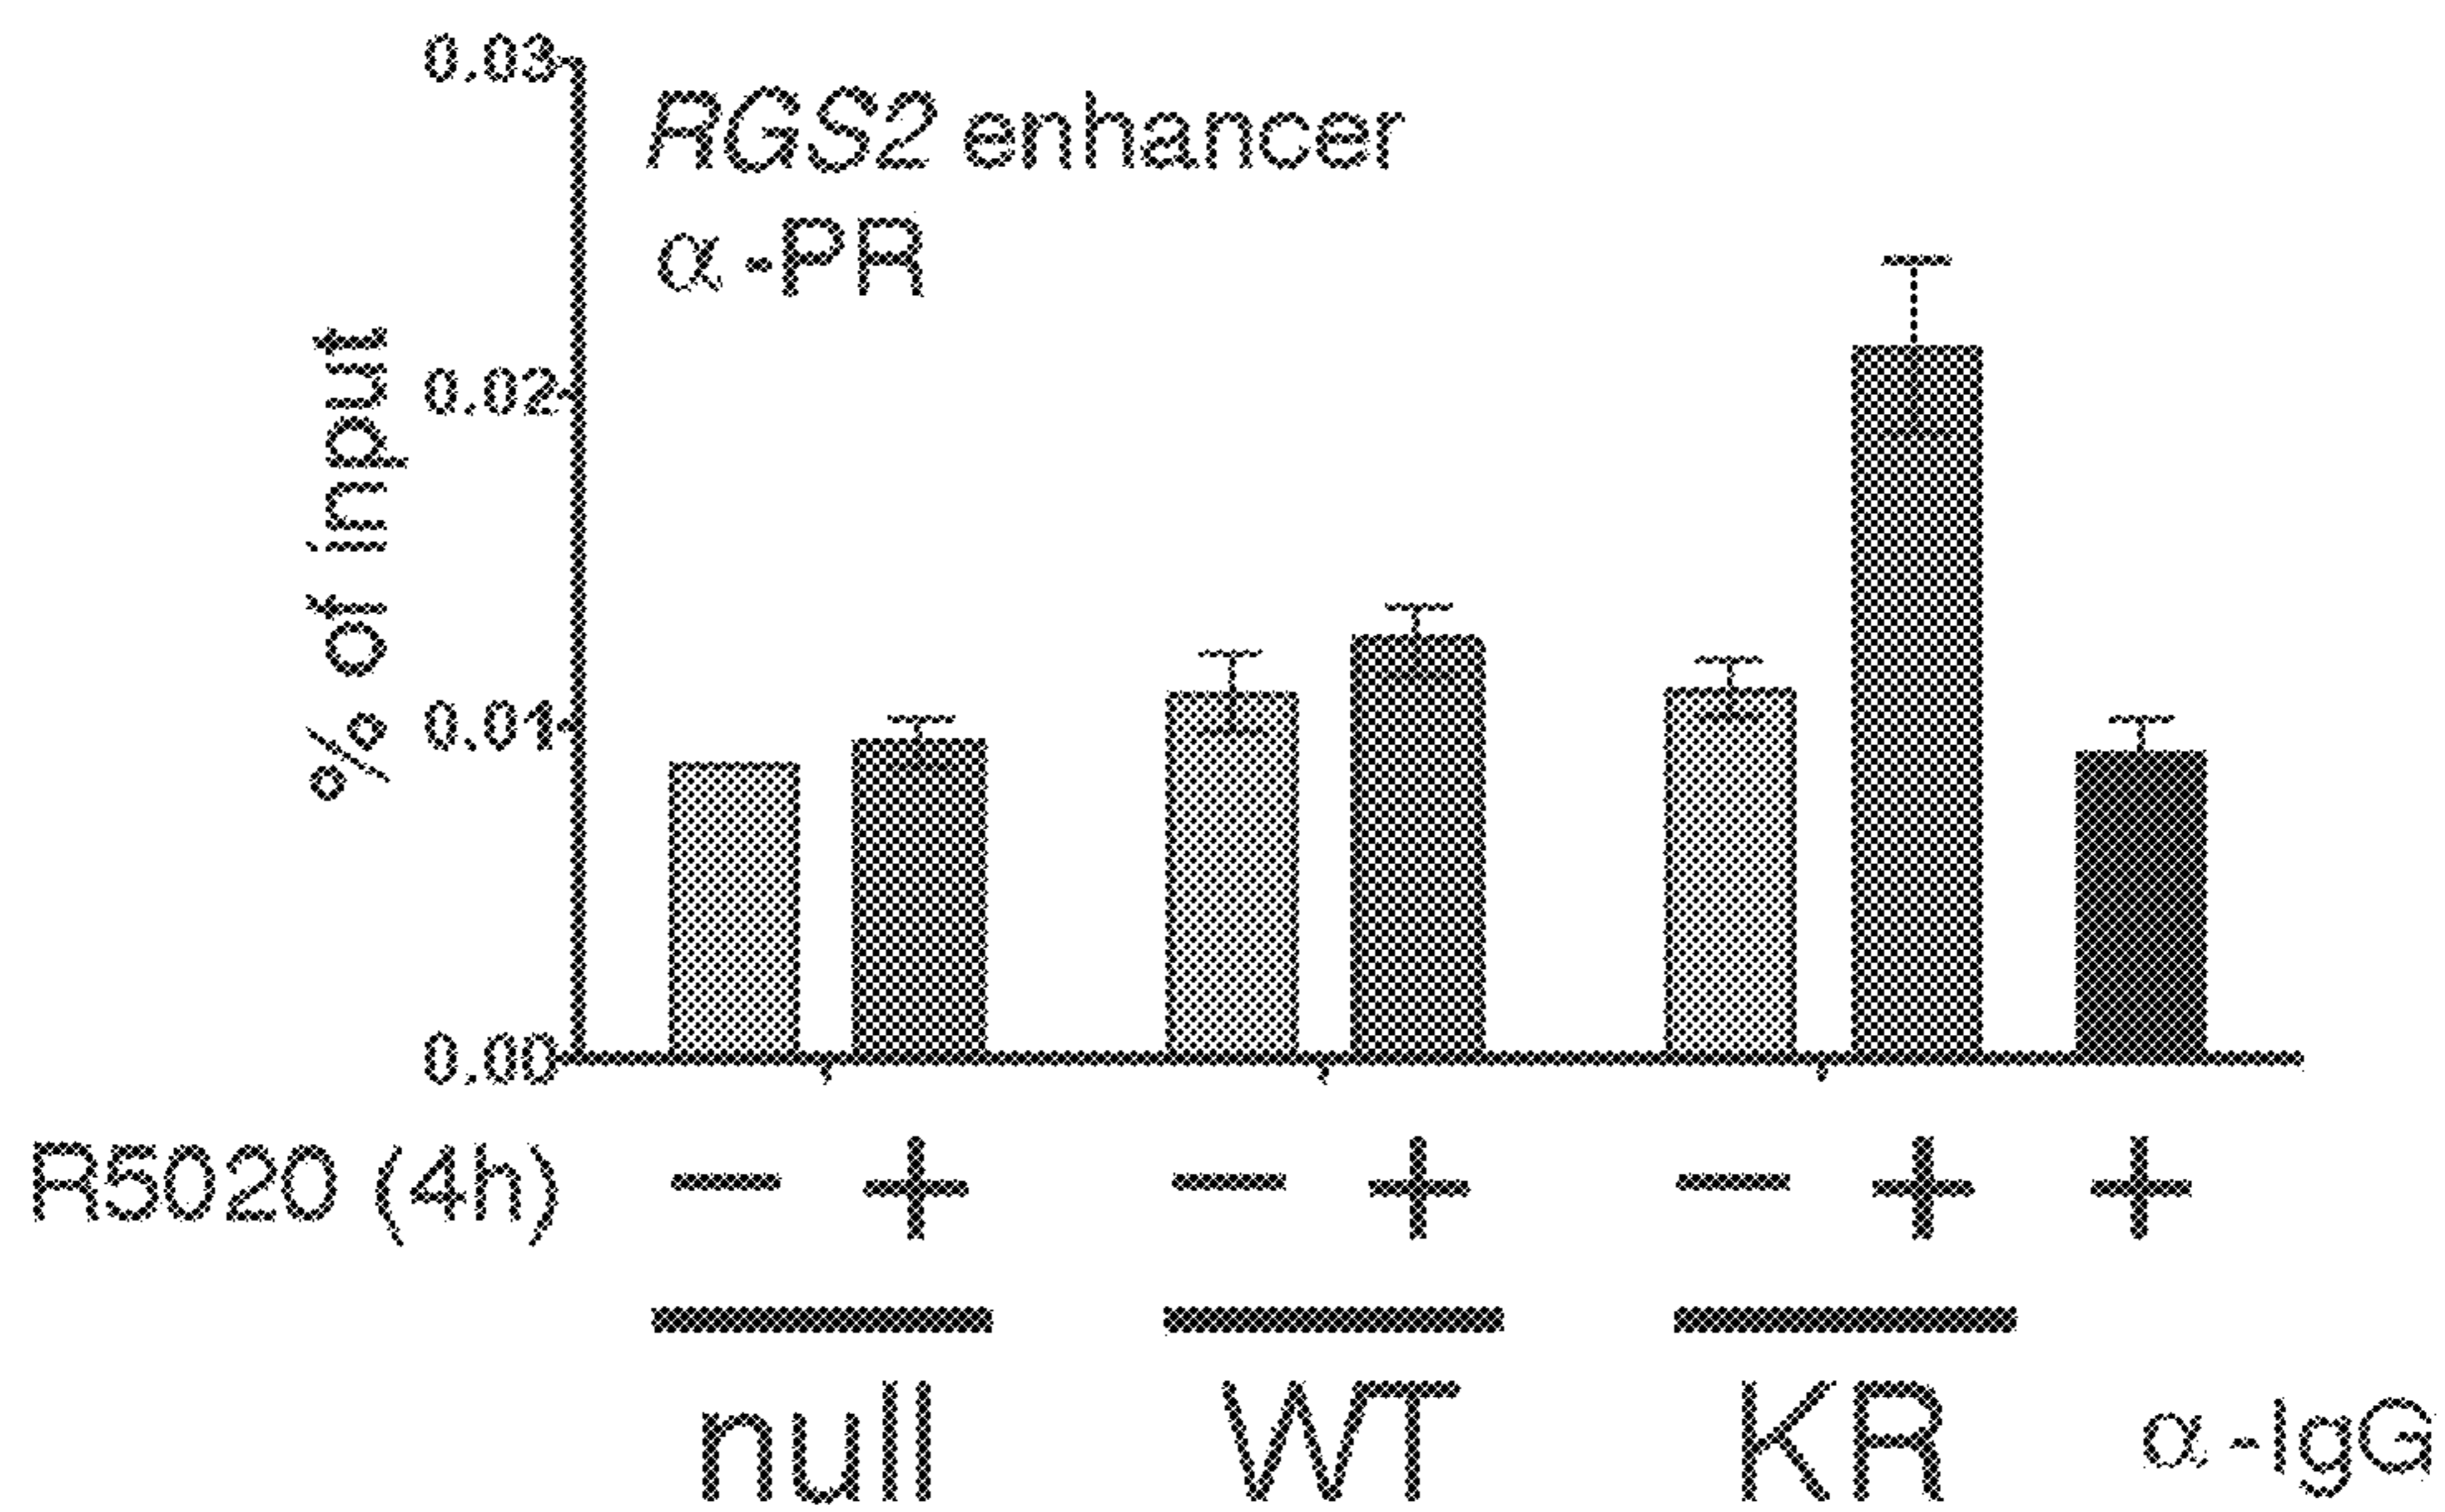 0.03
RGS2 enhancer
α-PR
0.02
% of input
0.01
0.00
R5020 (4h) − + − + − + +
null WT KR α-IgG